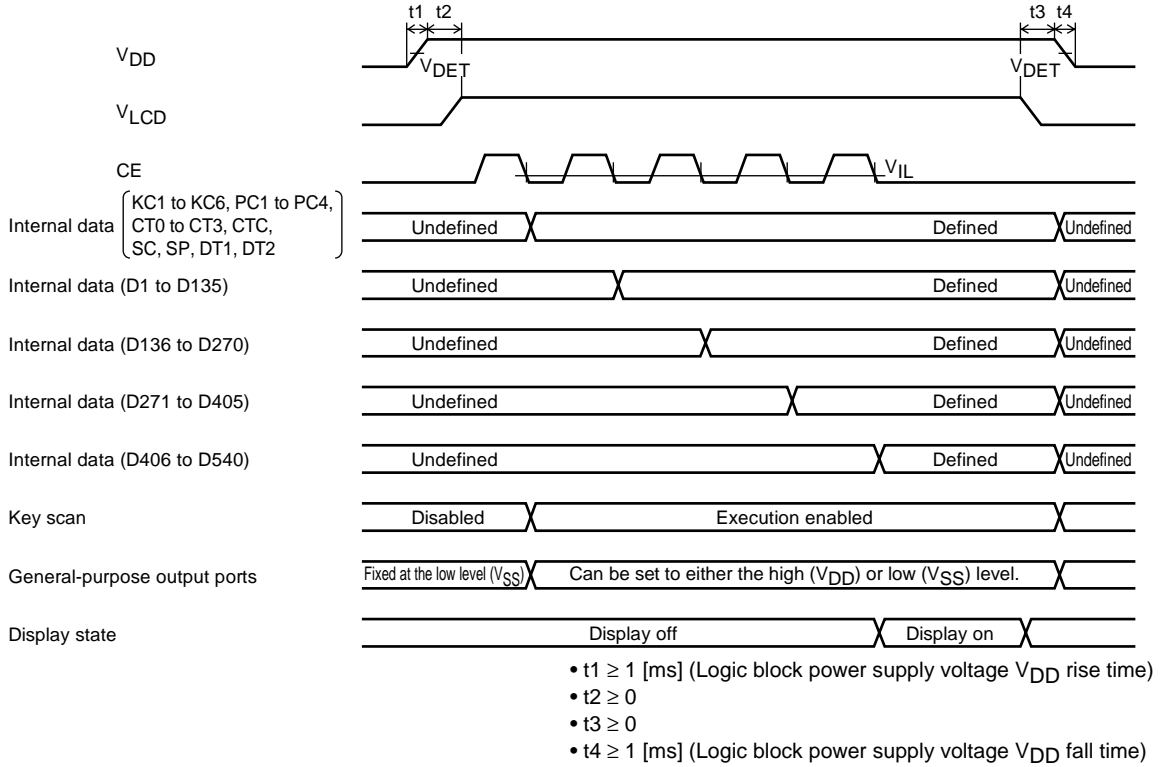 t1 t2 t3 t4
VDD
VDET VDET
VLCD
CE
VIL
Internal data KC1 to KC6, PC1 to PC4,
CT0 to CT3, CTC,
SC, SP, DT1, DT2
Undefined Defined Undefined
Internal data (D1 to D135) Undefined Defined Undefined
Internal data (D136 to D270) Undefined Defined Undefined
Internal data (D271 to D405) Undefined Defined Undefined
Internal data (D406 to D540) Undefined Defined Undefined
Key scan Disabled Execution enabled
General-purpose output ports Fixed at the low level (VSS) Can be set to either the high (VDD) or low (VSS) level.
Display state Display off Display on
• t1 ≥ 1 [ms] (Logic block power supply voltage VDD rise time)
• t2 ≥ 0
• t3 ≥ 0
• t4 ≥ 1 [ms] (Logic block power supply voltage VDD fall time)